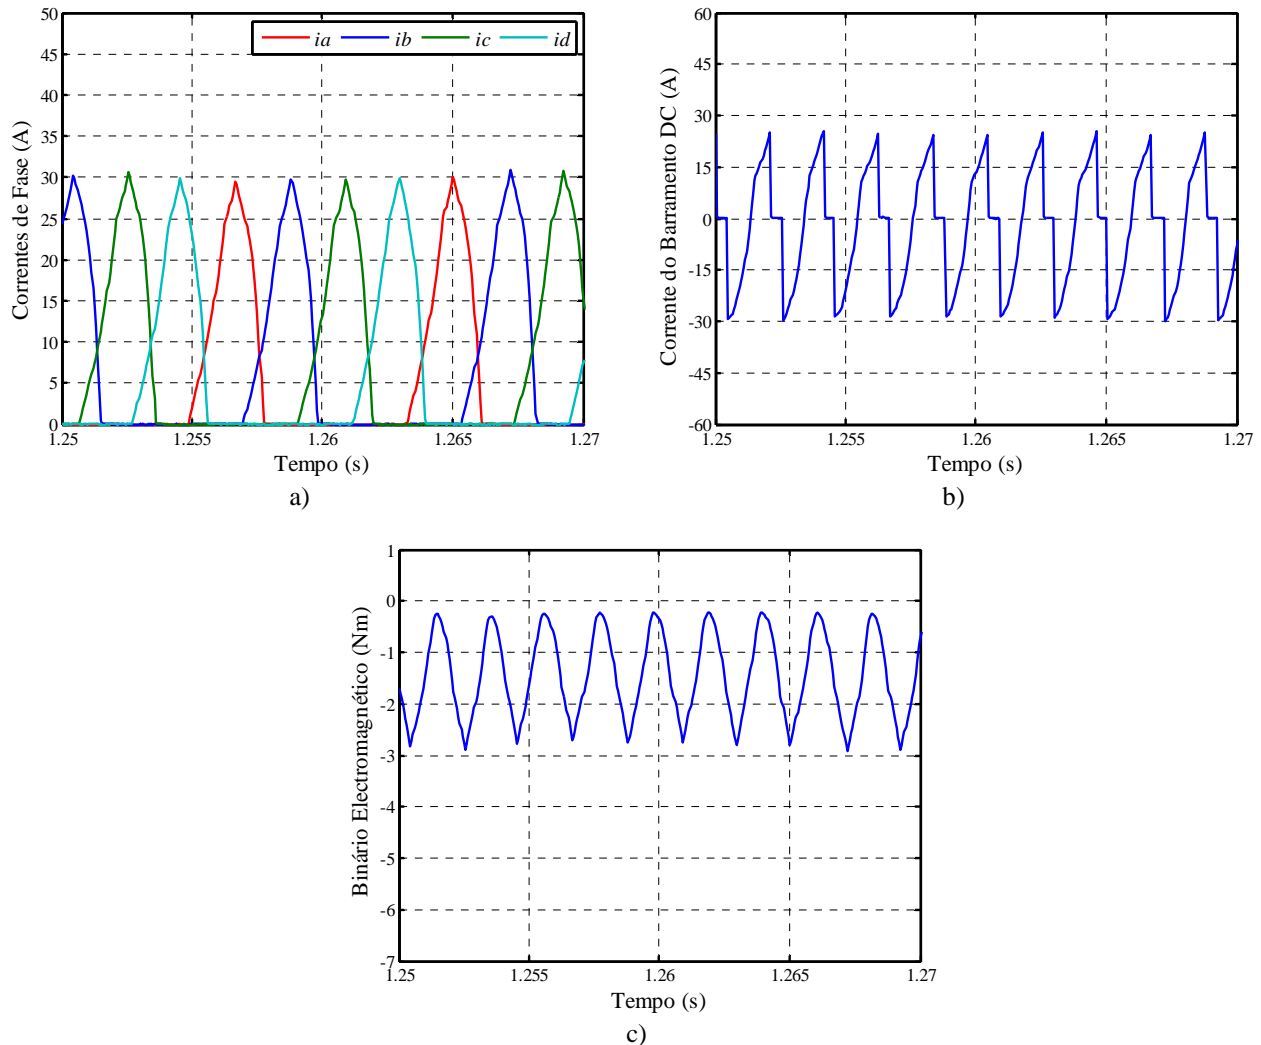 50
45
40
35
30
25
20
15
10
5
0
Correntes de Fase (A)
ia ib ic id
1.25 1.255 1.26 1.265 1.27
Tempo (s)
a)
60
45
30
15
0
-15
-30
-45
-60
Corrente do Barramento DC (A)
1.25 1.255 1.26 1.265 1.27
Tempo (s)
b)
1
0
-1
-2
-3
-4
-5
-6
-7
Binário Electromagnético (Nm)
1.25 1.255 1.26 1.265 1.27
Tempo (s)
c)